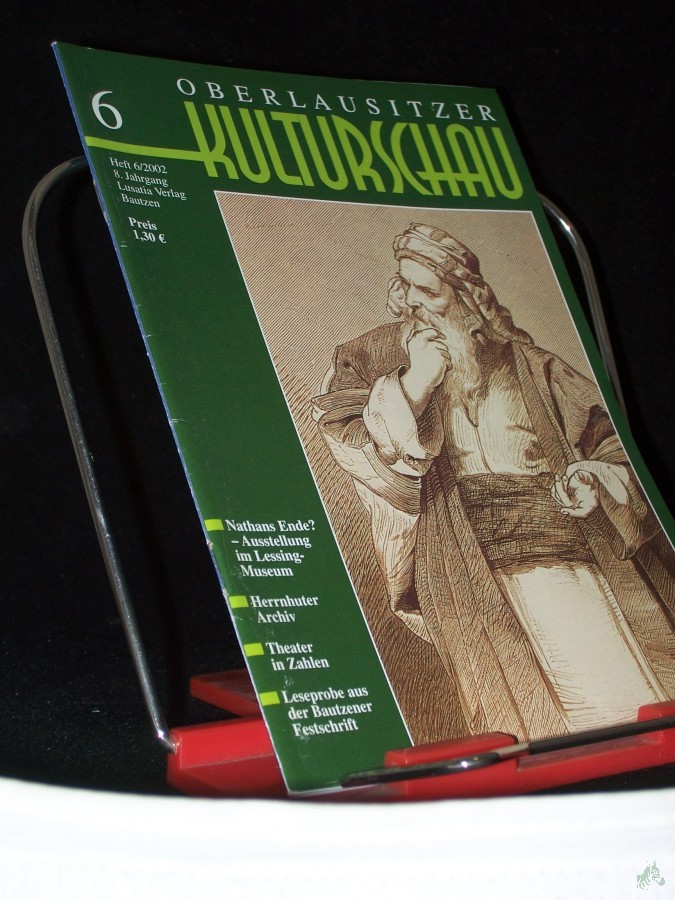 OBERLAUSITZER
6
KULTURSCHAU
Heft 6/2002
8. Jahrgang
Lusatia Verlag
Bautzen
Preis
1,30 €
Nathans Ende?
– Ausstellung
im Lessing-
Museum
Herrnhuter
Archiv
Theater
in Zahlen
Leseprobe aus
der Bautzener
Festschrift